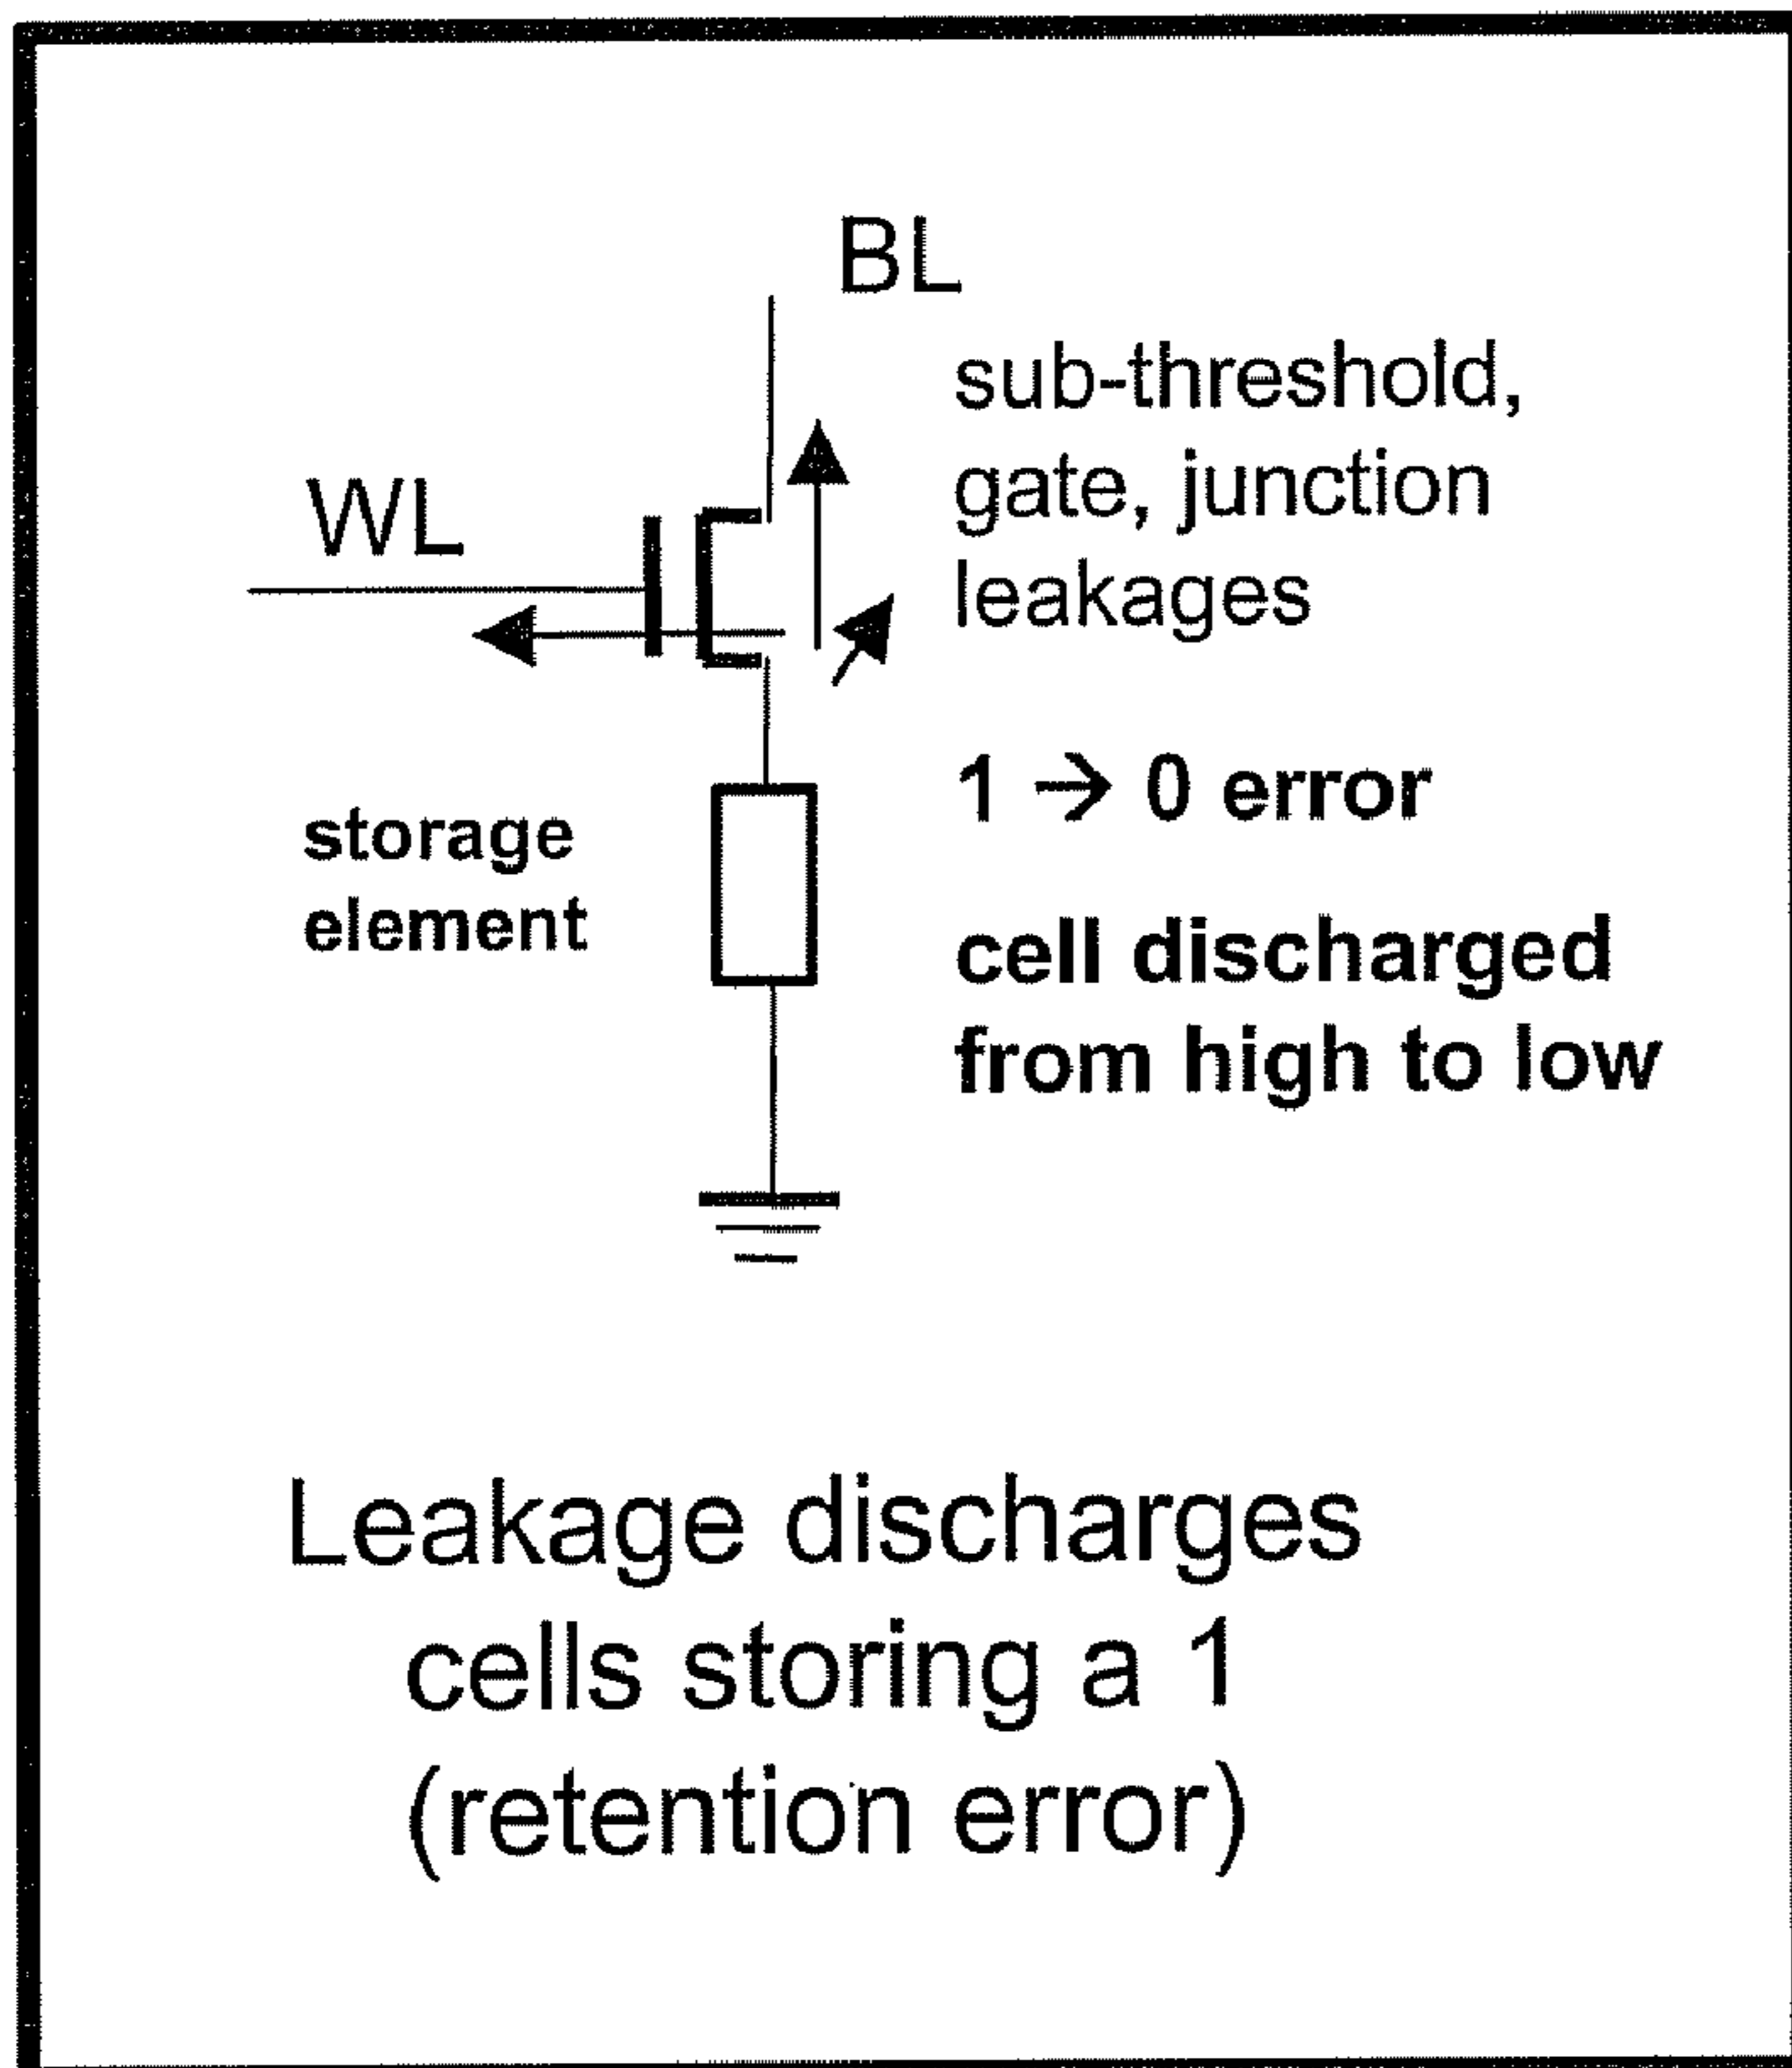 BL
sub-threshold,
gate, junction
leakages
WL
1 → 0 error
storage
element
cell discharged
from high to low
Leakage discharges
cells storing a 1
(retention error)